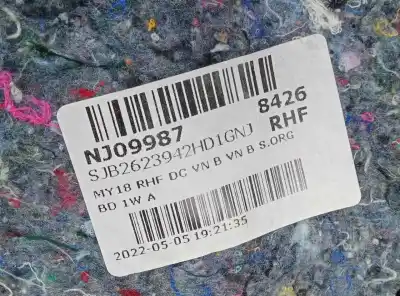 NJ09987 8426
SJB2623942HD1GNJ RHF
MY18 RHF DC VN B VN B S.ORG
BD 1W A
2022-05-05 19:21:35